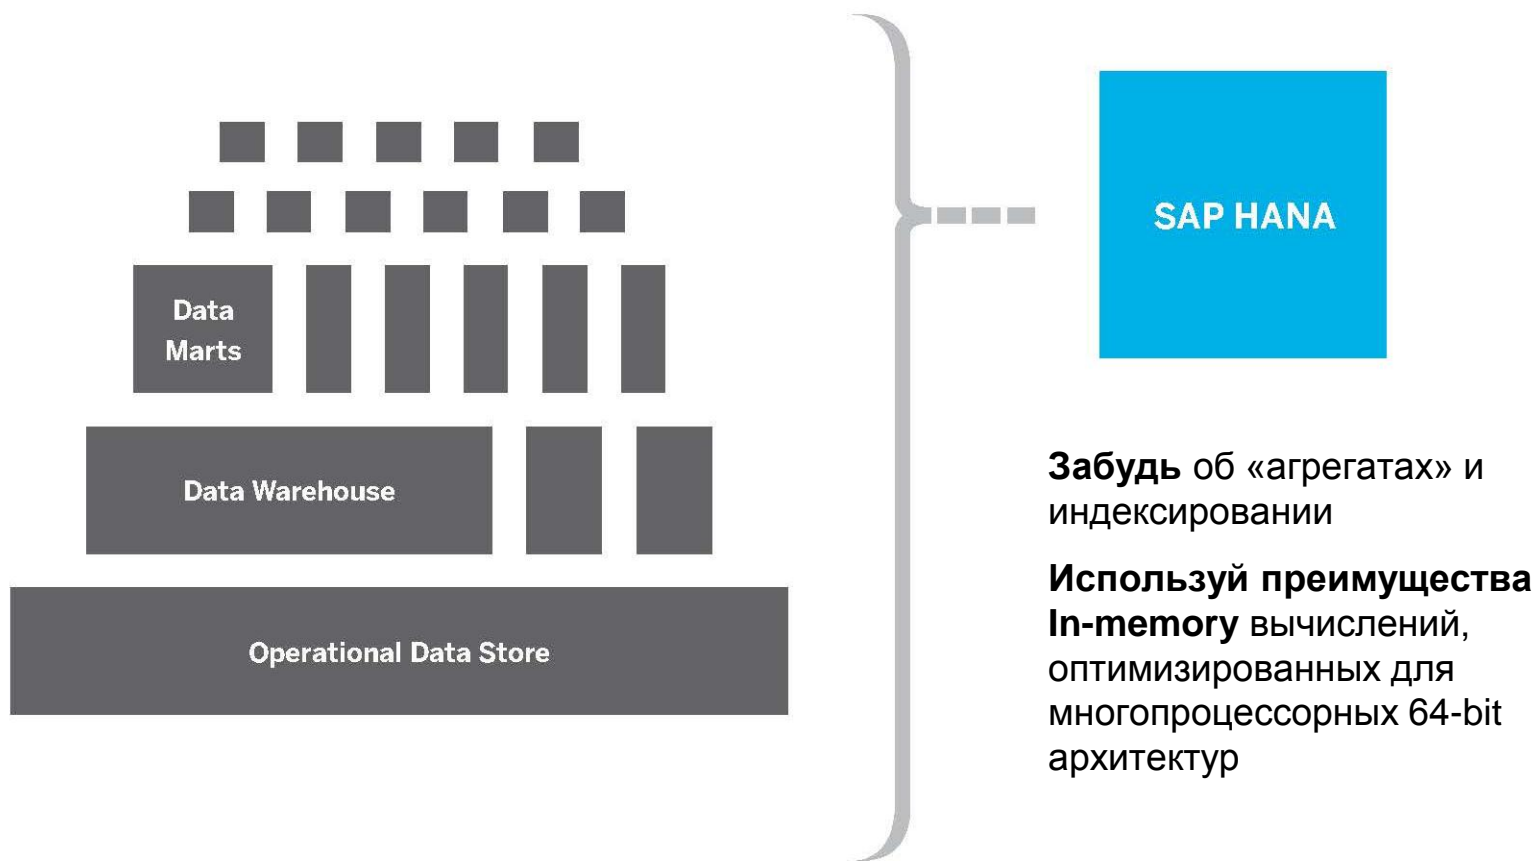 Data
Marts
Data Warehouse
Operational Data Store
SAP HANA
Забудь об «агрегатах» и
индексировании
Используй преимущества
In-memory вычислений,
оптимизированных для
многопроцессорных 64-bit
архитектур